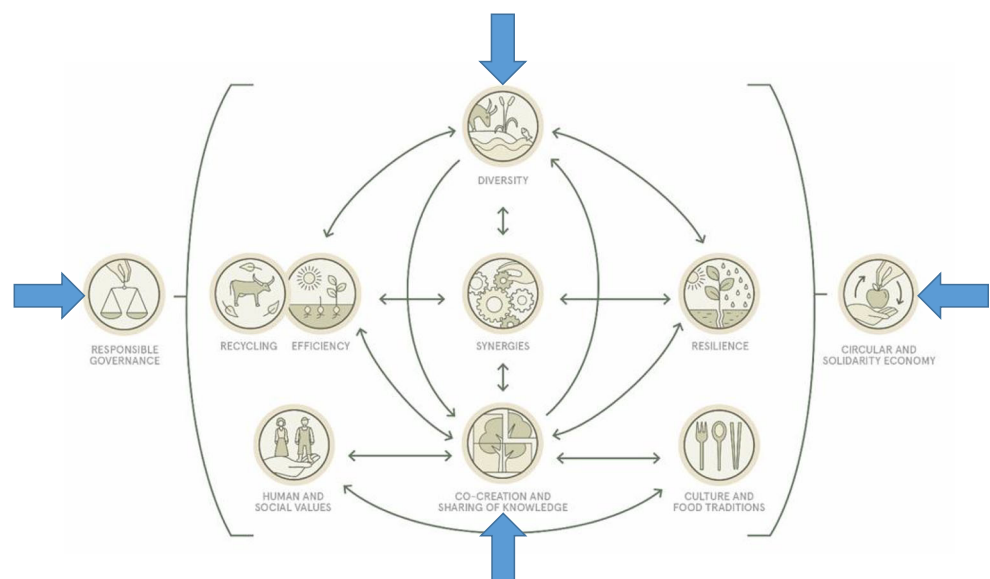 DIVERSITY
RESPONSIBLE
GOVERNANCE
RECYCLING
EFFICIENCY
SYNERGIES
RESILIENCE
CIRCULAR AND
SOLIDARITY ECONOMY
HUMAN AND
SOCIAL VALUES
CO-CREATION AND
SHARING OF KNOWLEDGE
CULTURE AND
FOOD TRADITIONS